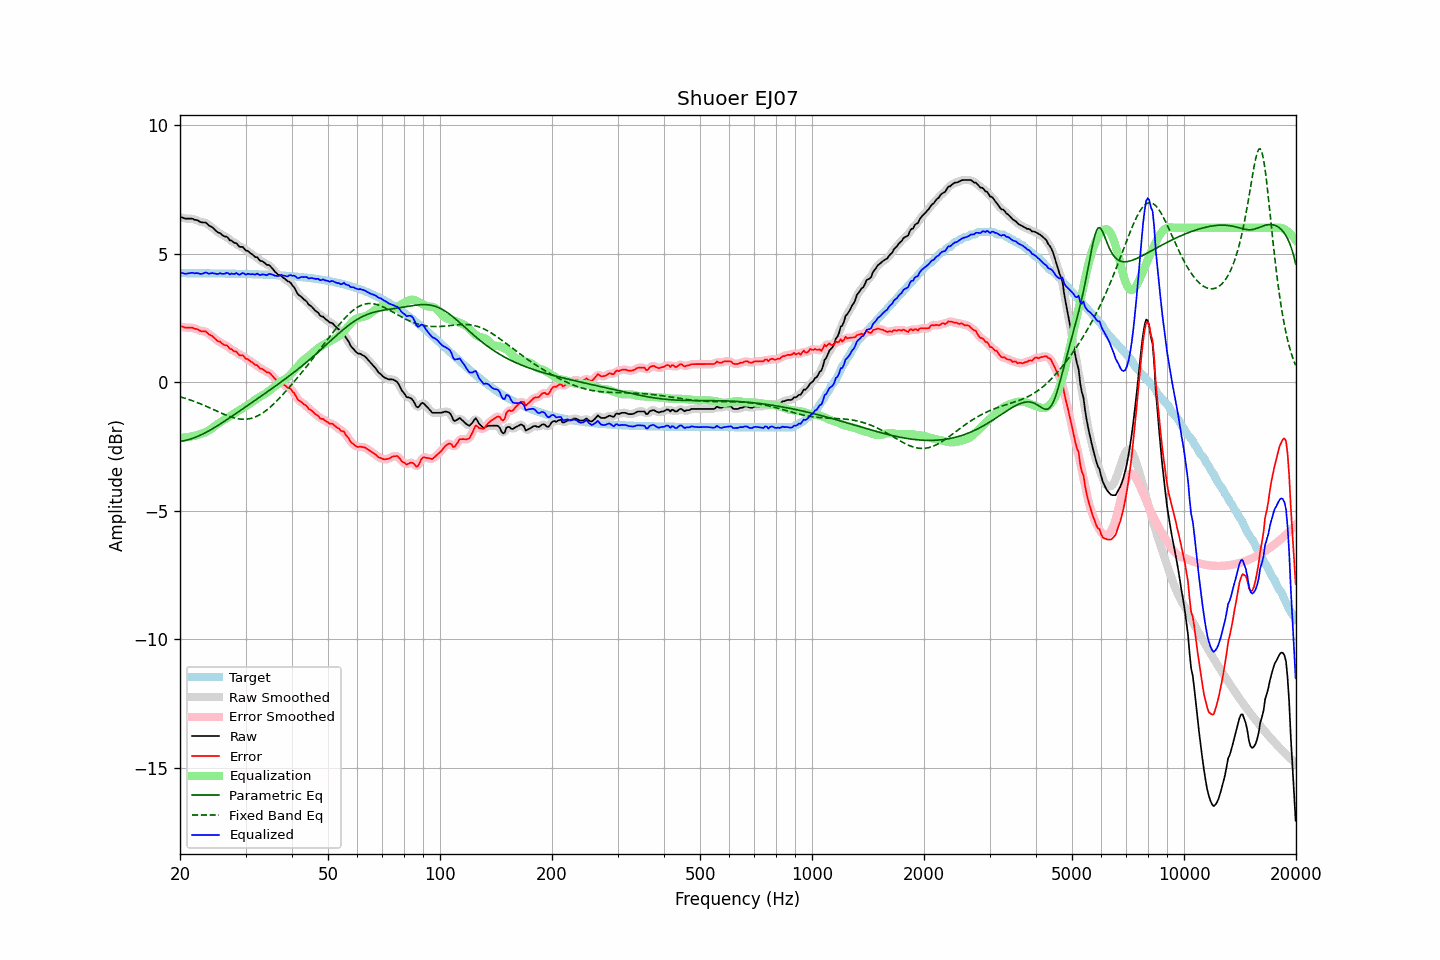 Shuoer EJ07
10
5
0
−5
−10
−15
Amplitude (dBr)
Target
Raw Smoothed
Error Smoothed
Raw
Error
Equalization
Parametric Eq
Fixed Band Eq
Equalized
20 50 100 200 500 1000 2000 5000 10000 20000
Frequency (Hz)